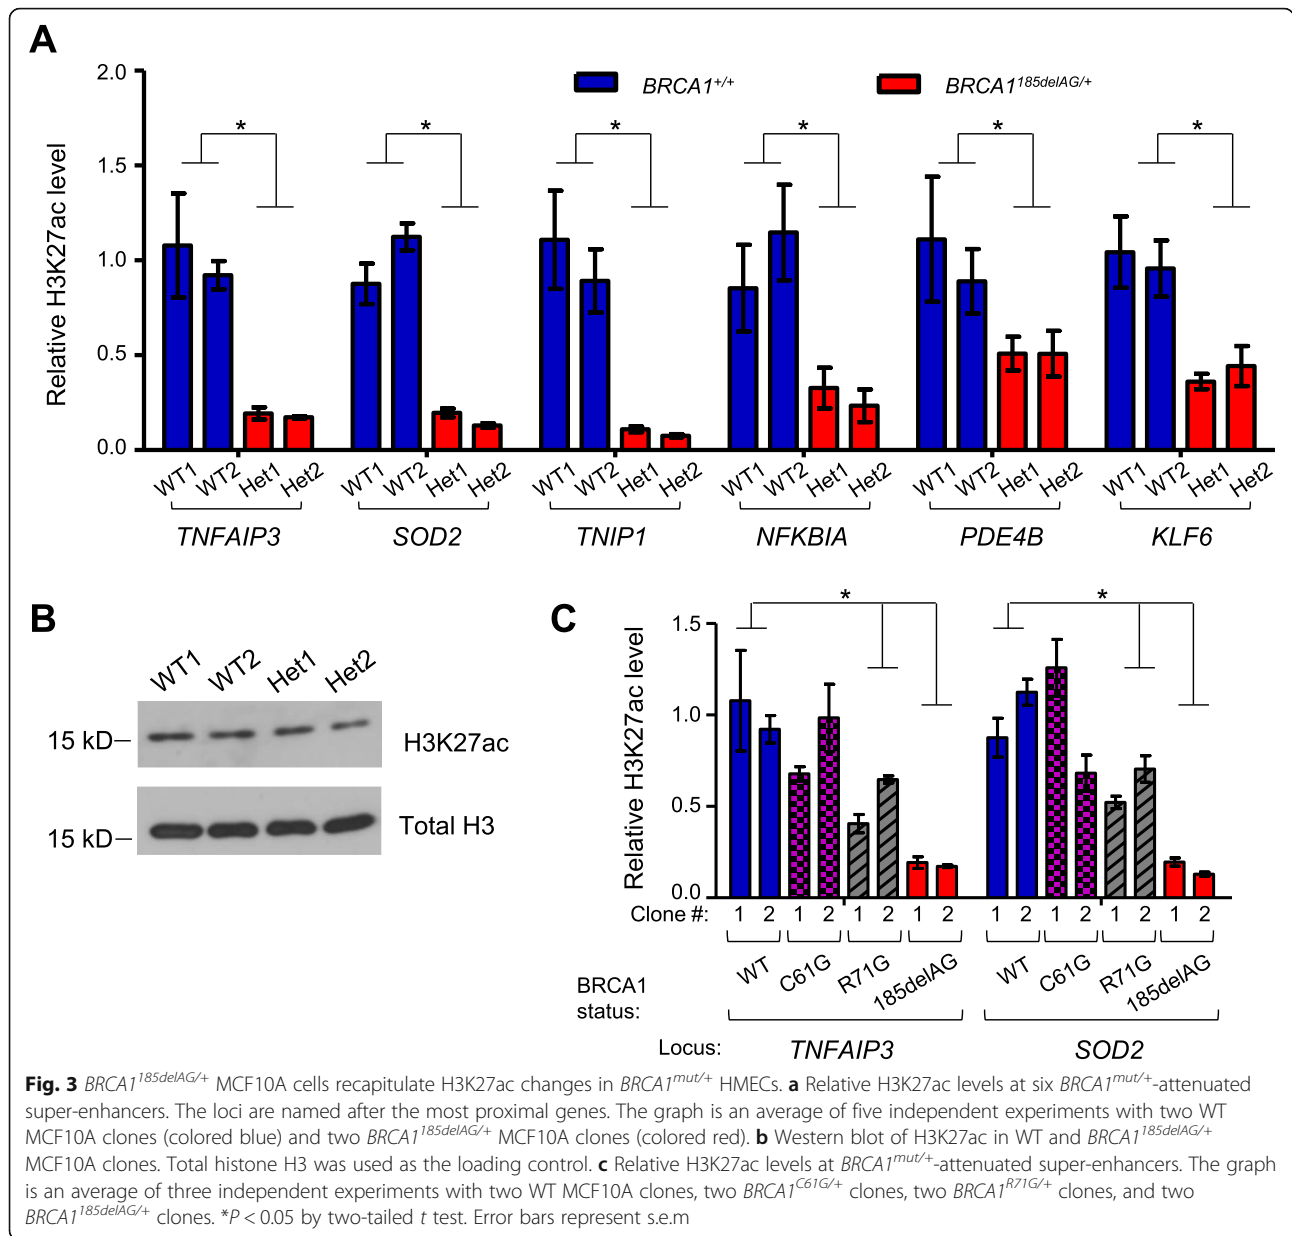 A
2.0
1.5
1.0
0.5
0.0
Relative H3K27ac level
BRCA1+/+
BRCA1185delAG/+
* * * * * *
WT1 WT2 Het1 Het2 WT1 WT2 Het1 Het2 WT1 WT2 Het1 Het2 WT1 WT2 Het1 Het2 WT1 WT2 Het1 Het2 WT1 WT2 Het1 Het2
TNFAIP3 SOD2 TNIP1 NFKBIA PDE4B KLF6
B
WT1 WT2 Het1 Het2
15 kD H3K27ac
15 kD Total H3
C
Relative H3K27ac level
1.5
1.0
0.5
0.0
* *
Clone #: 1 2 1 2 1 2 1 2 1 2 1 2 1 2 1 2
BRCA1
status:
WT C61G R71G 185delAG WT C61G R71G 185delAG
Locus: TNFAIP3 SOD2
Fig. 3 BRCA1185delAG/+ MCF10A cells recapitulate H3K27ac changes in BRCA1mut/+ HMECs. a Relative H3K27ac levels at six BRCA1mut/+-attenuated
super-enhancers. The loci are named after the most proximal genes. The graph is an average of five independent experiments with two WT
MCF10A clones (colored blue) and two BRCA1185delAG/+ MCF10A clones (colored red). b Western blot of H3K27ac in WT and BRCA1185delAG/+
MCF10A clones. Total histone H3 was used as the loading control. c Relative H3K27ac levels at BRCA1mut/+-attenuated super-enhancers. The graph
is an average of three independent experiments with two WT MCF10A clones, two BRCA1C61G/+ clones, two BRCA1R71G/+ clones, and two
BRCA1185delAG/+ clones. *P < 0.05 by two-tailed t test. Error bars represent s.e.m